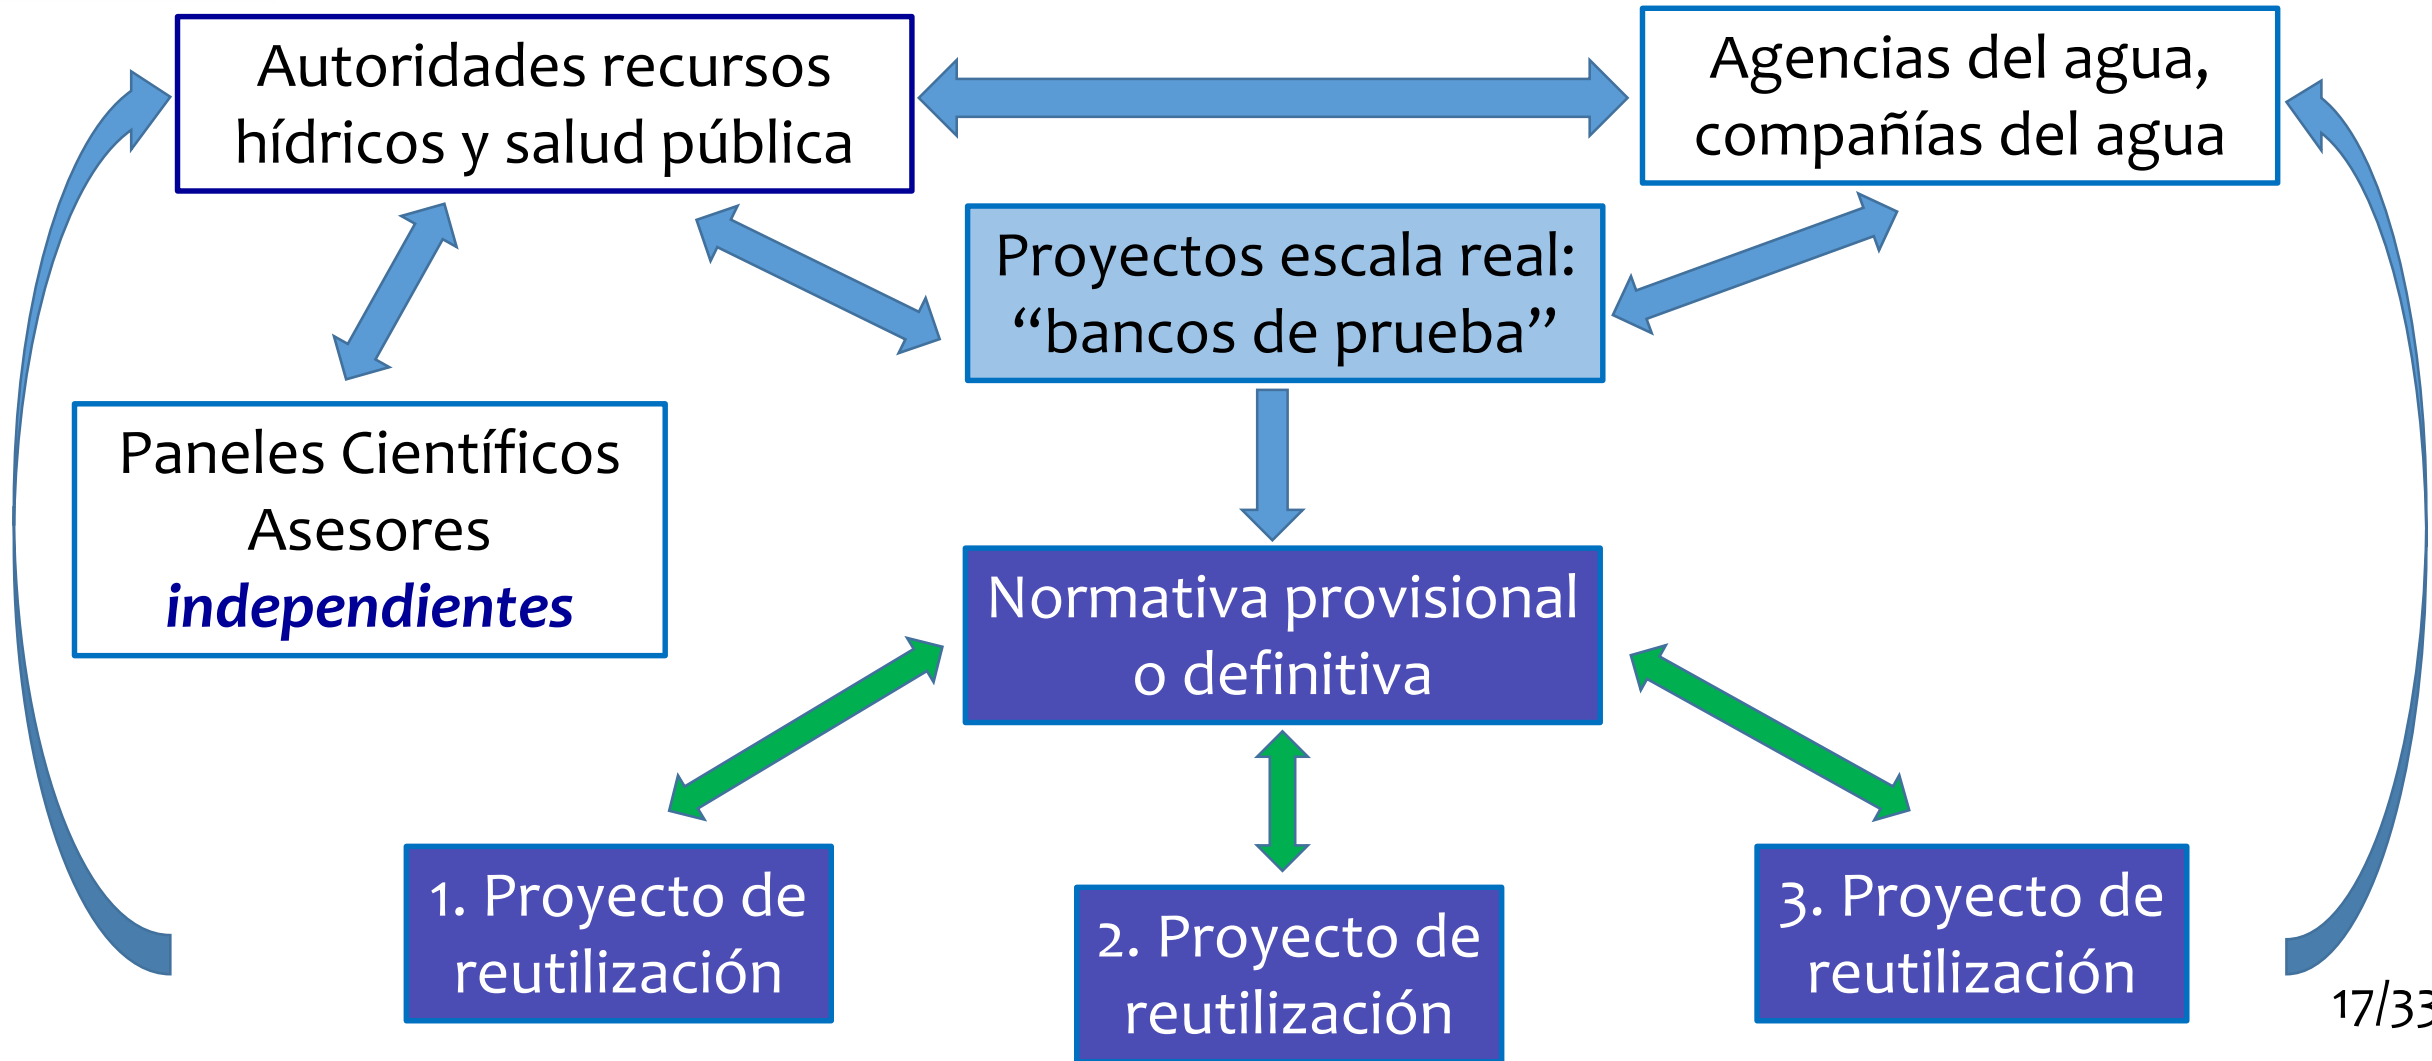 Autoridades recursos
hídricos y salud pública
Agencias del agua,
compañías del agua
Proyectos escala real:
“bancos de prueba”
Paneles Científicos
Asesores
independientes
Normativa provisional
o definitiva
1. Proyecto de
reutilización
2. Proyecto de
reutilización
3. Proyecto de
reutilización
17/33